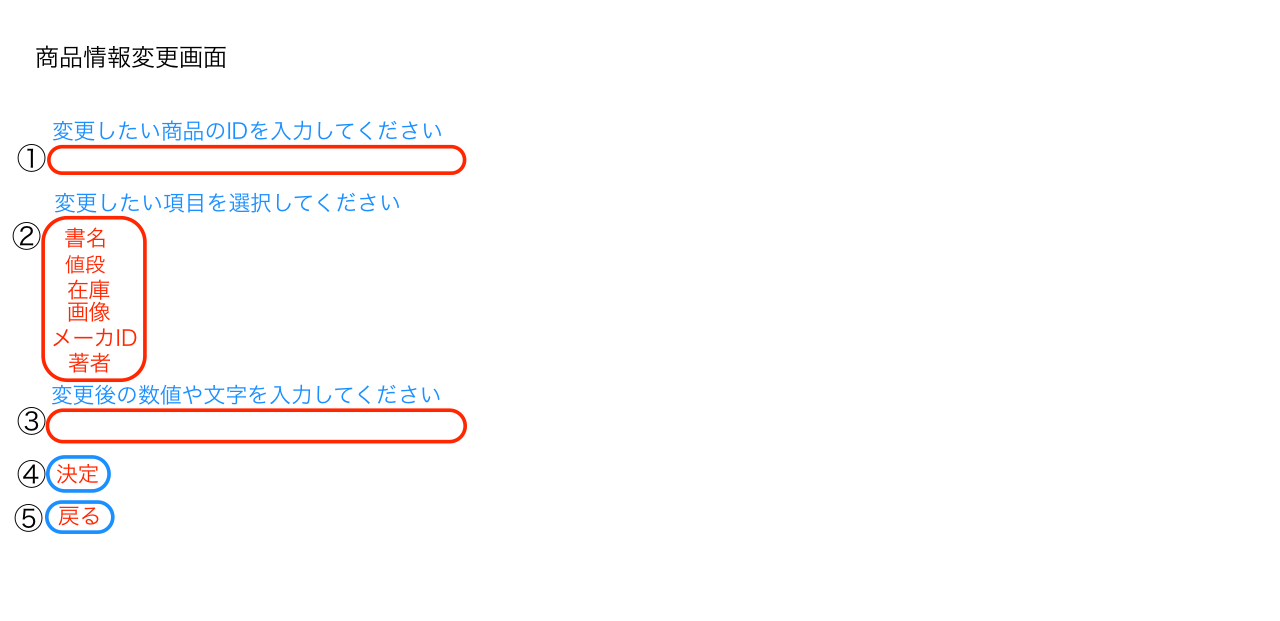 商品情報変更画面
変更したい商品のIDを入力してください
①
変更したい項目を選択してください
②
書名
値段
在庫
画像
メーカID
著者
変更後の数値や文字を入力してください
③
④ 決定
⑤ 戻る